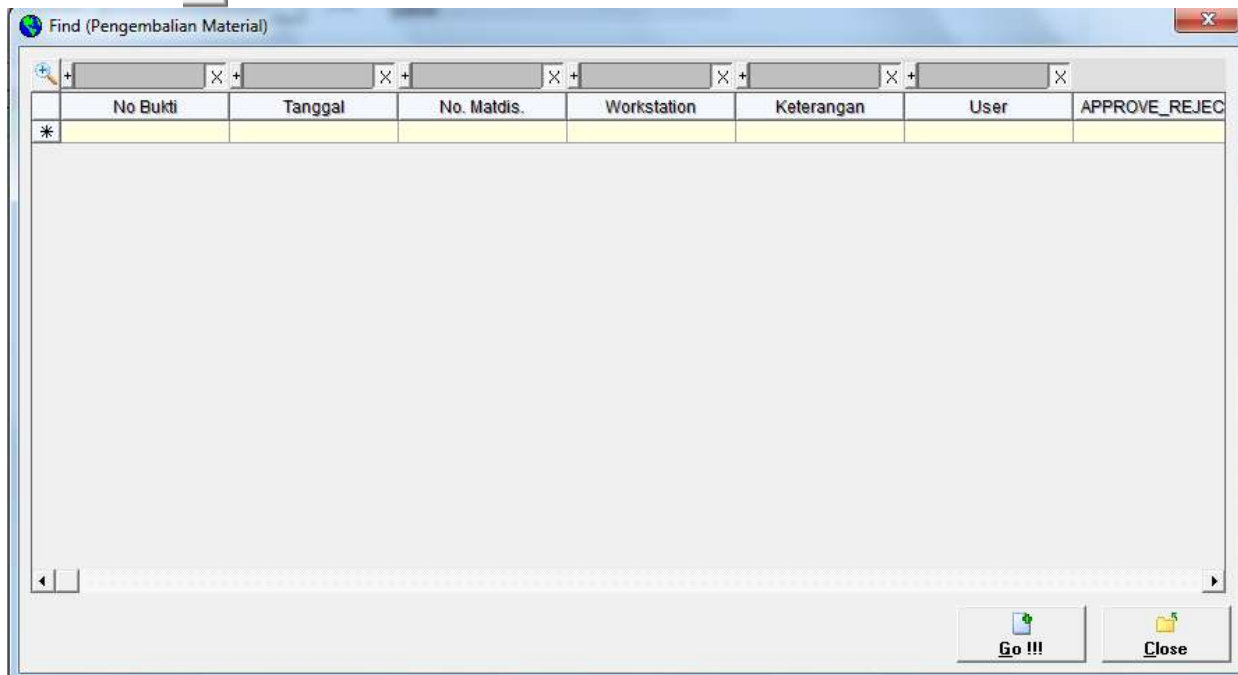 Find (Pengembalian Material)
+ X + X + X + X + X + X
No Bukti Tanggal No. Matdis. Workstation Keterangan User APPROVE_REJEC
*
Go !!! Close